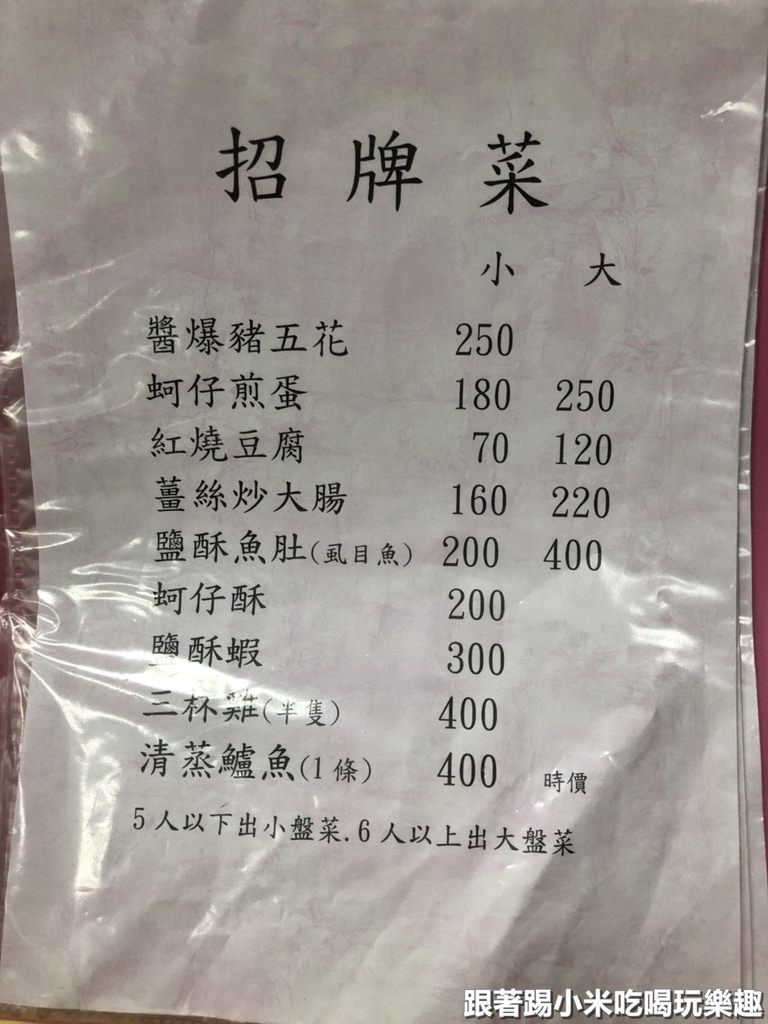 招牌菜
小 大
醬爆豬五花 250
蚵仔煎蛋 180 250
紅燒豆腐 70 120
薑絲炒大腸 160 220
鹽酥魚肚(虱目魚) 200 400
蚵仔酥 200
鹽酥蝦 300
三杯雞(半隻) 400
清蒸鱸魚(1條) 400 時價
5人以下出小盤菜.6人以上出大盤菜
跟著踢小米吃喝玩樂趣